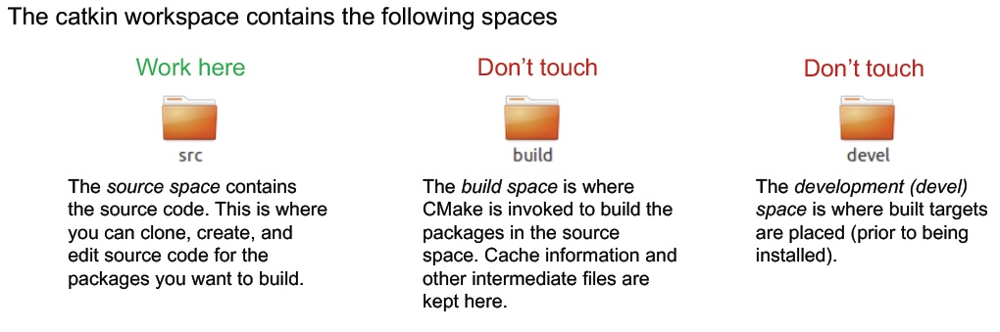 The catkin workspace contains the following spaces
Work here
src
The source space contains
the source code. This is where
you can clone, create, and
edit source code for the
packages you want to build.
Don't touch
build
The build space is where
CMake is invoked to build the
packages in the source
space. Cache information and
other intermediate files are
kept here.
Don't touch
devel
The development (devel)
space is where built targets
are placed (prior to being
installed).